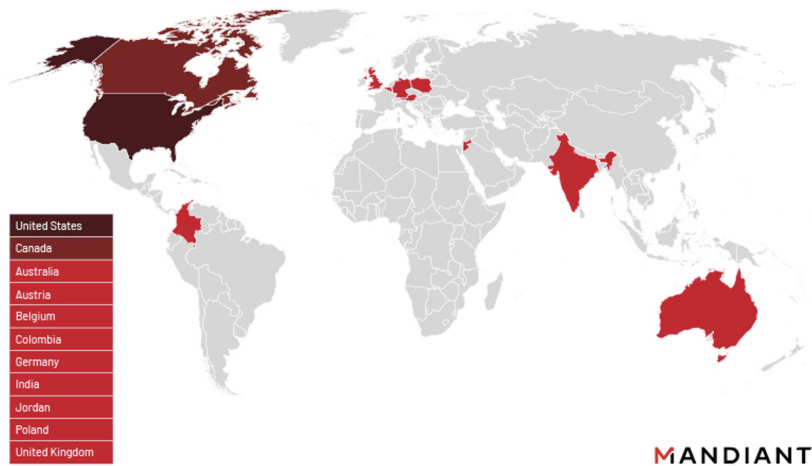 United States
Canada
Australia
Austria
Belgium
Colombia
Germany
India
Jordan
Poland
United Kingdom
MANDIANT